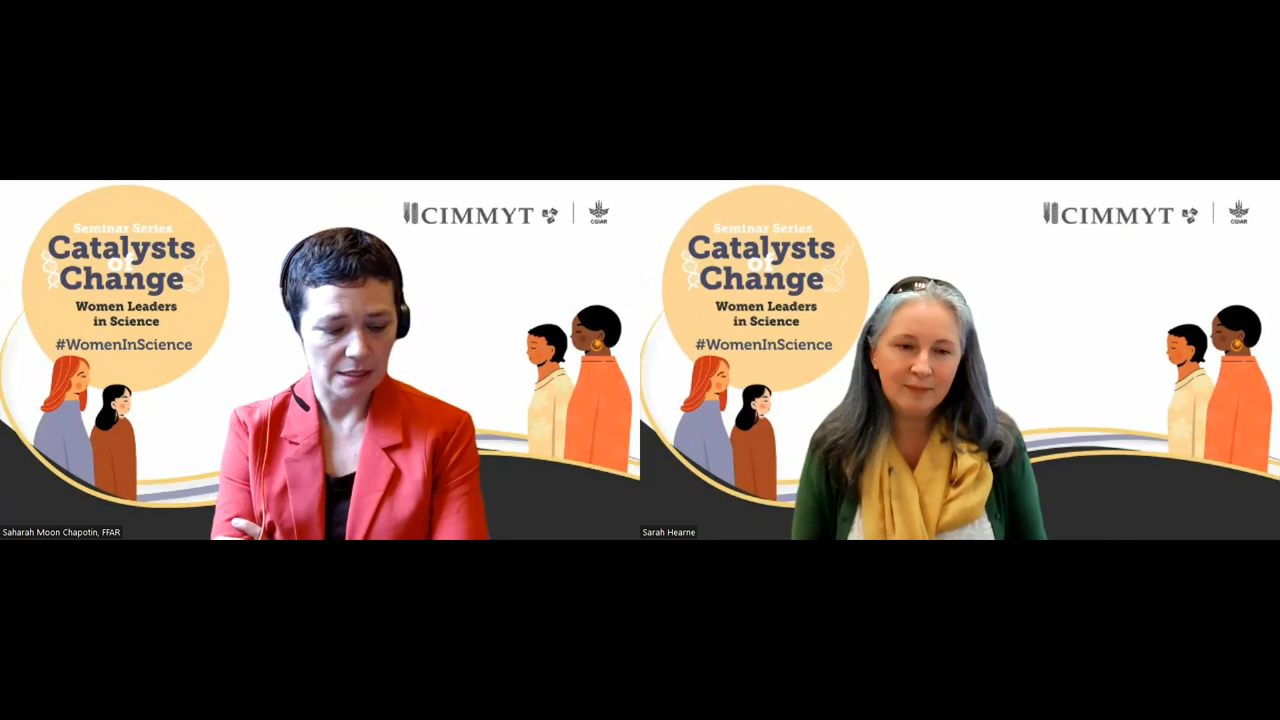 Seminar Series
Catalysts
of
Change
Women Leaders
in Science
#WomenInScience
CIMMYT
CGIAR
Saharah Moon Chapotin, FFAR
Seminar Series
Catalysts
of
Change
Women Leaders
in Science
#WomenInScience
CIMMYT
CGIAR
Sarah Hearne